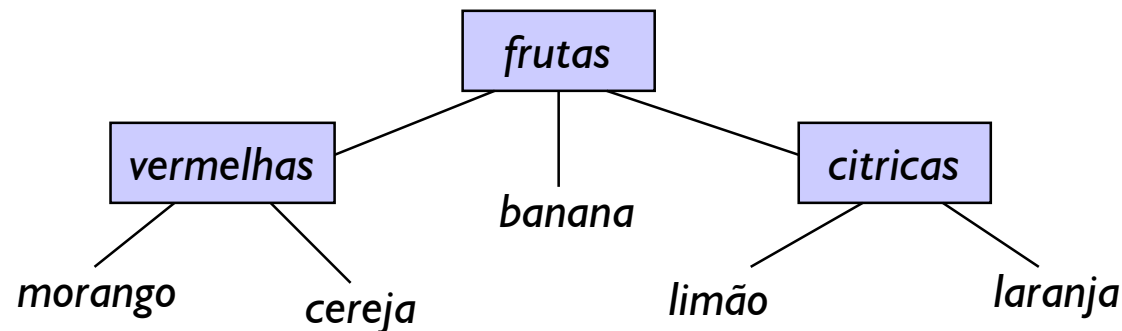 frutas
vermelhas
citricas
banana
morango
cereja
limão
laranja